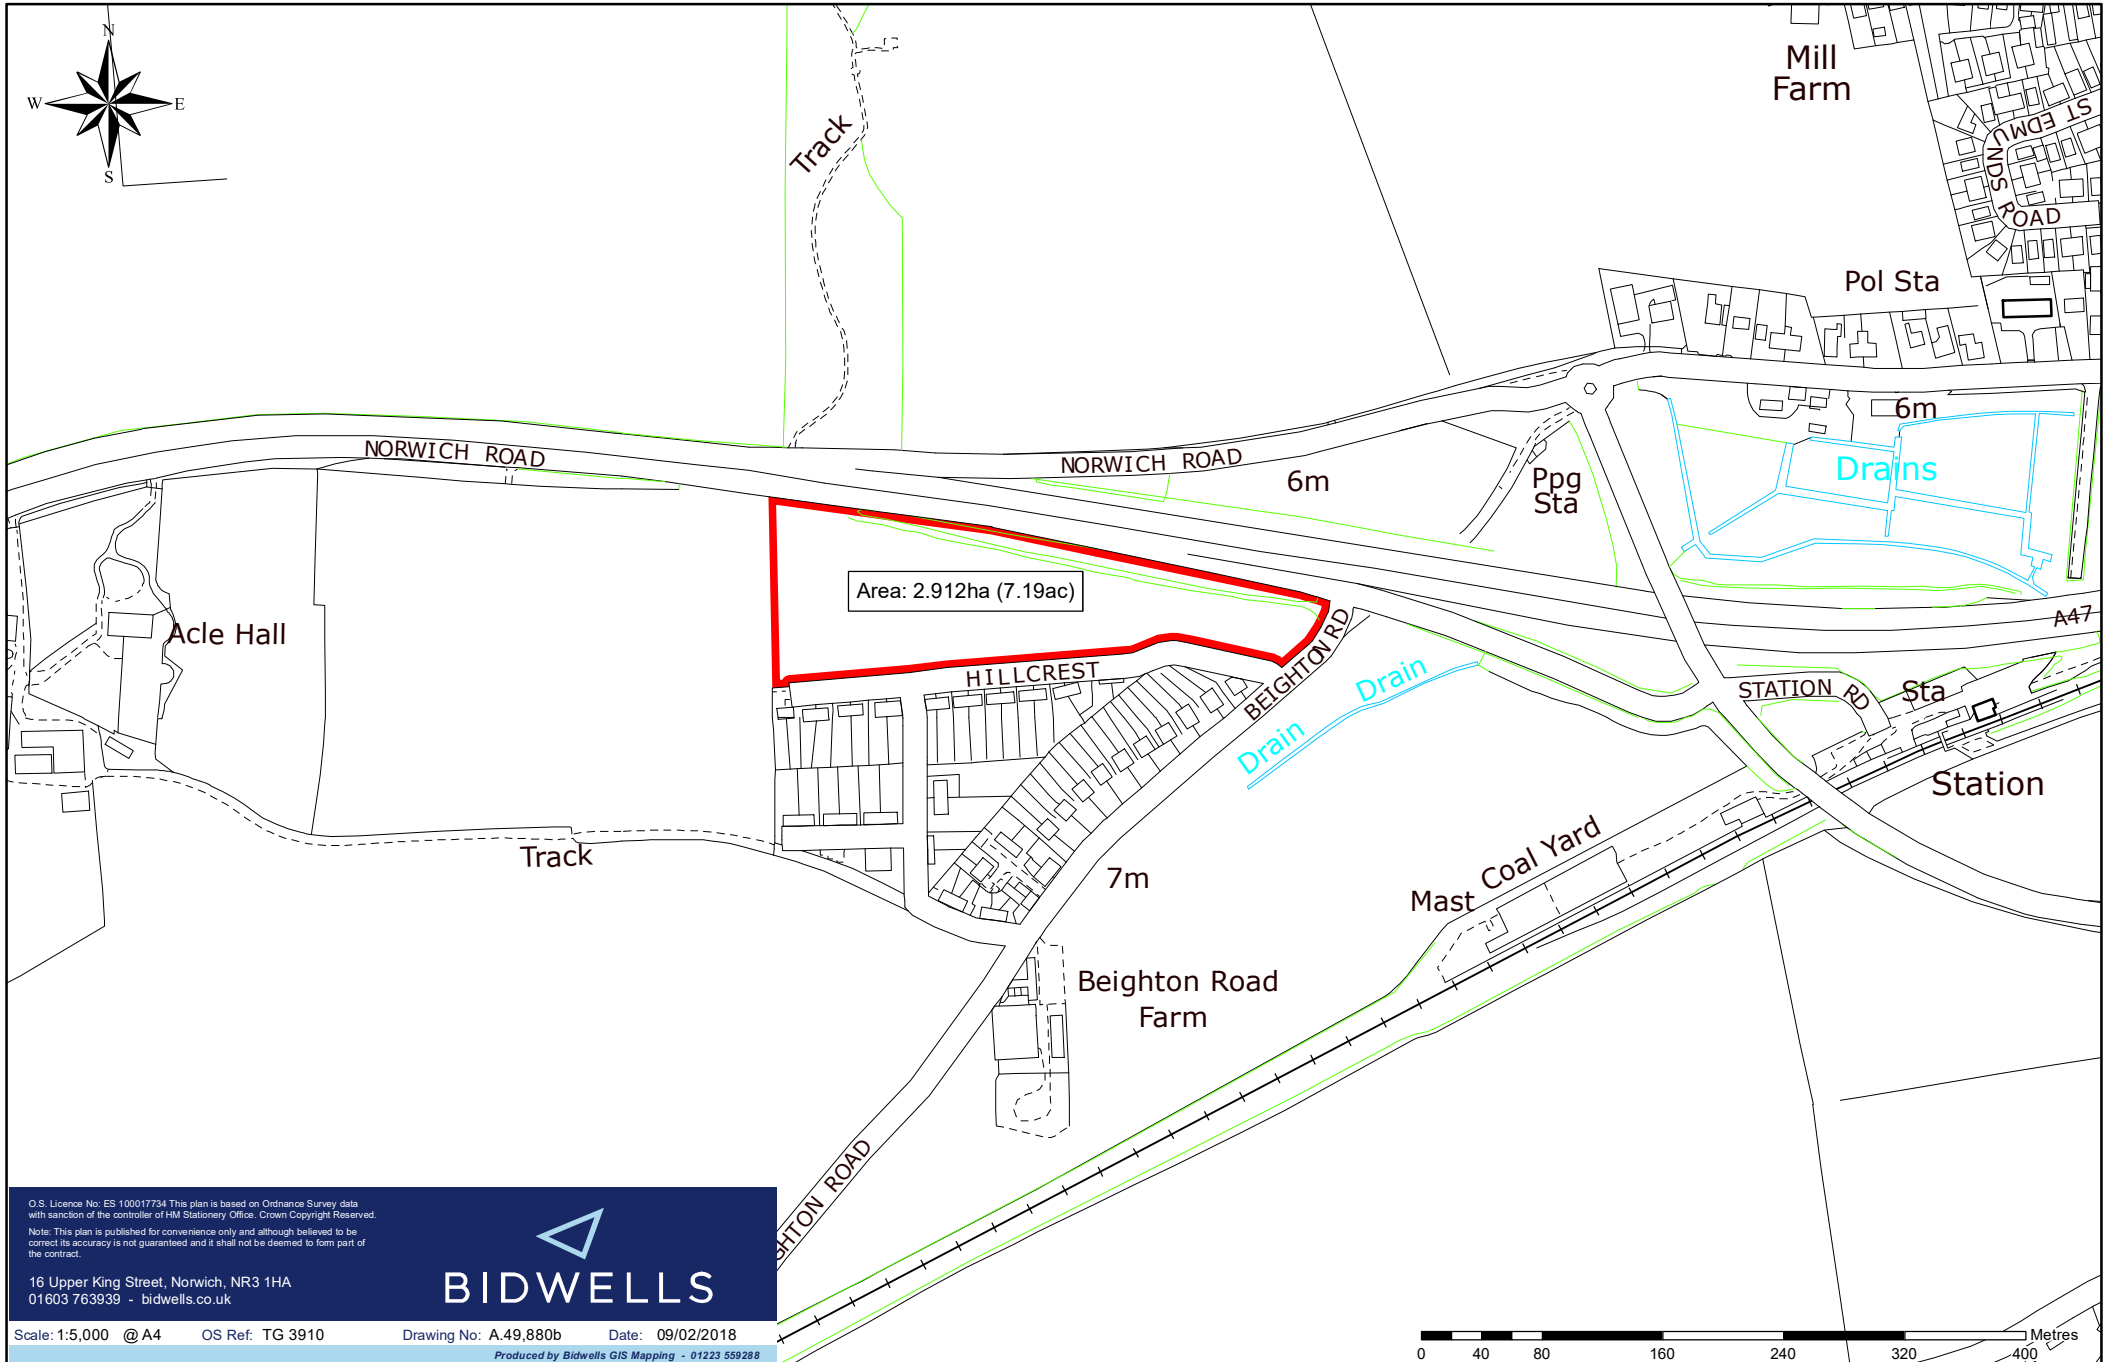 N
W
E
S
Track
Mill
Farm
ST EDMU
NDS ROAD
Pol Sta
NORWICH ROAD
NORWICH ROAD
6m
Ppg
Sta
6m
Drains
Area: 2.912ha (7.19ac)
Acle Hall
HILLCREST
BEIGHTON RD
Drain
Drain
A47
STATION RD
Sta
Station
Track
7m
Mast
Coal Yard
Beighton Road
Farm
GHTON ROAD
O.S. Licence No: ES 100017734 This plan is based on Ordnance Survey data
with sanction of the controller of HM Stationery Office. Crown Copyright Reserved.
Note: This plan is published for convenience only and although believed to be
correct its accuracy is not guaranteed and it shall not be deemed to form part of
the contract.
16 Upper King Street, Norwich, NR3 1HA
01603 763939 - bidwells.co.uk
BIDWELLS
Scale: 1:5,000 @ A4 OS Ref: TG 3910 Drawing No: A.49,880b Date: 09/02/2018
Produced by Bidwells GIS Mapping - 01223 559288
Metres
0 40 80 160 240 320 400